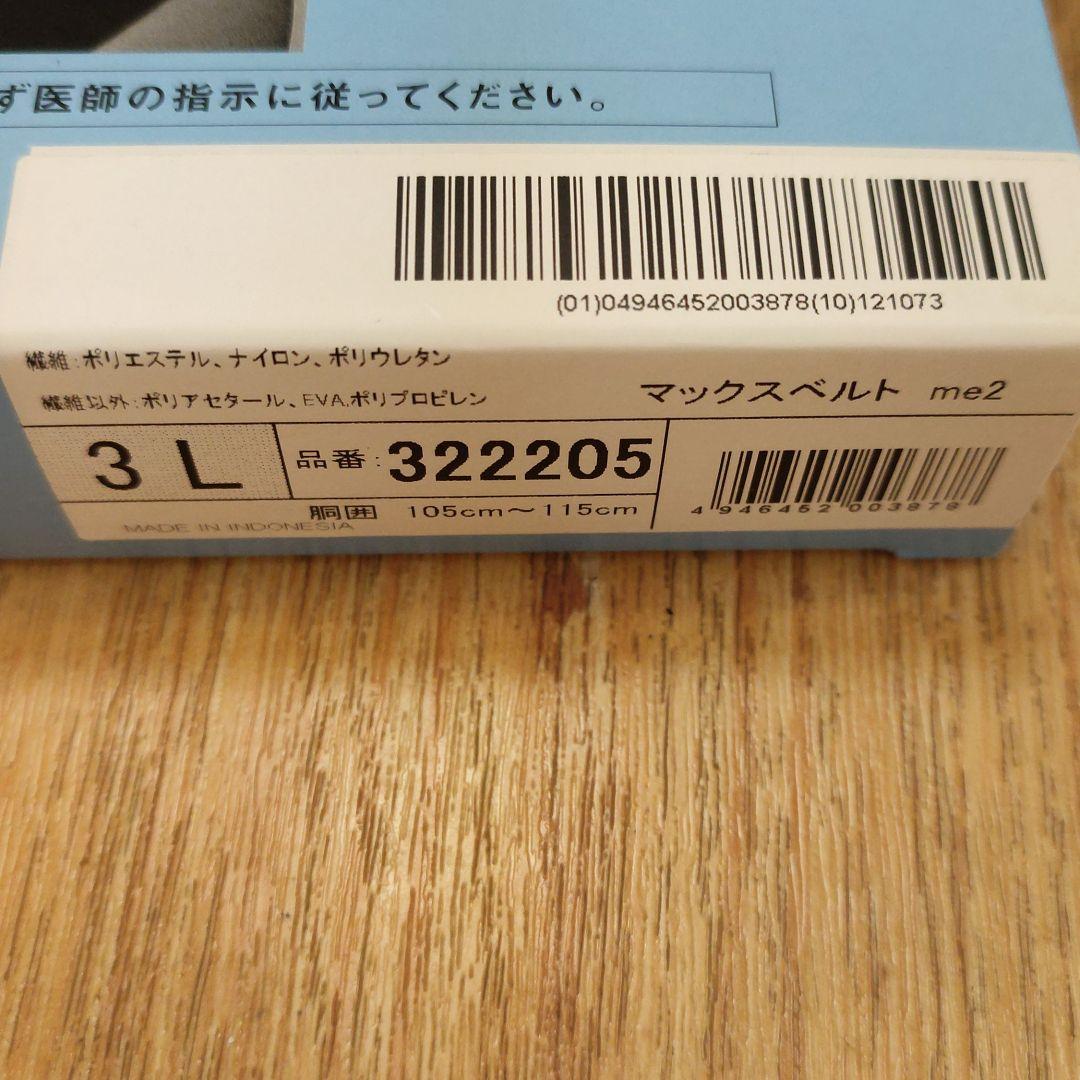 ず医師の指示に従ってください。
(01)04946452003878(10)121073
繊維:ポリエステル、ナイロン、ポリウレタン
繊維以外:ポリアセタール、EVA,ポリプロピレン
マックスベルト me2
3L
品番:322205
胴囲 105cm～115cm
MADE IN INDONESIA
4 946452 003878